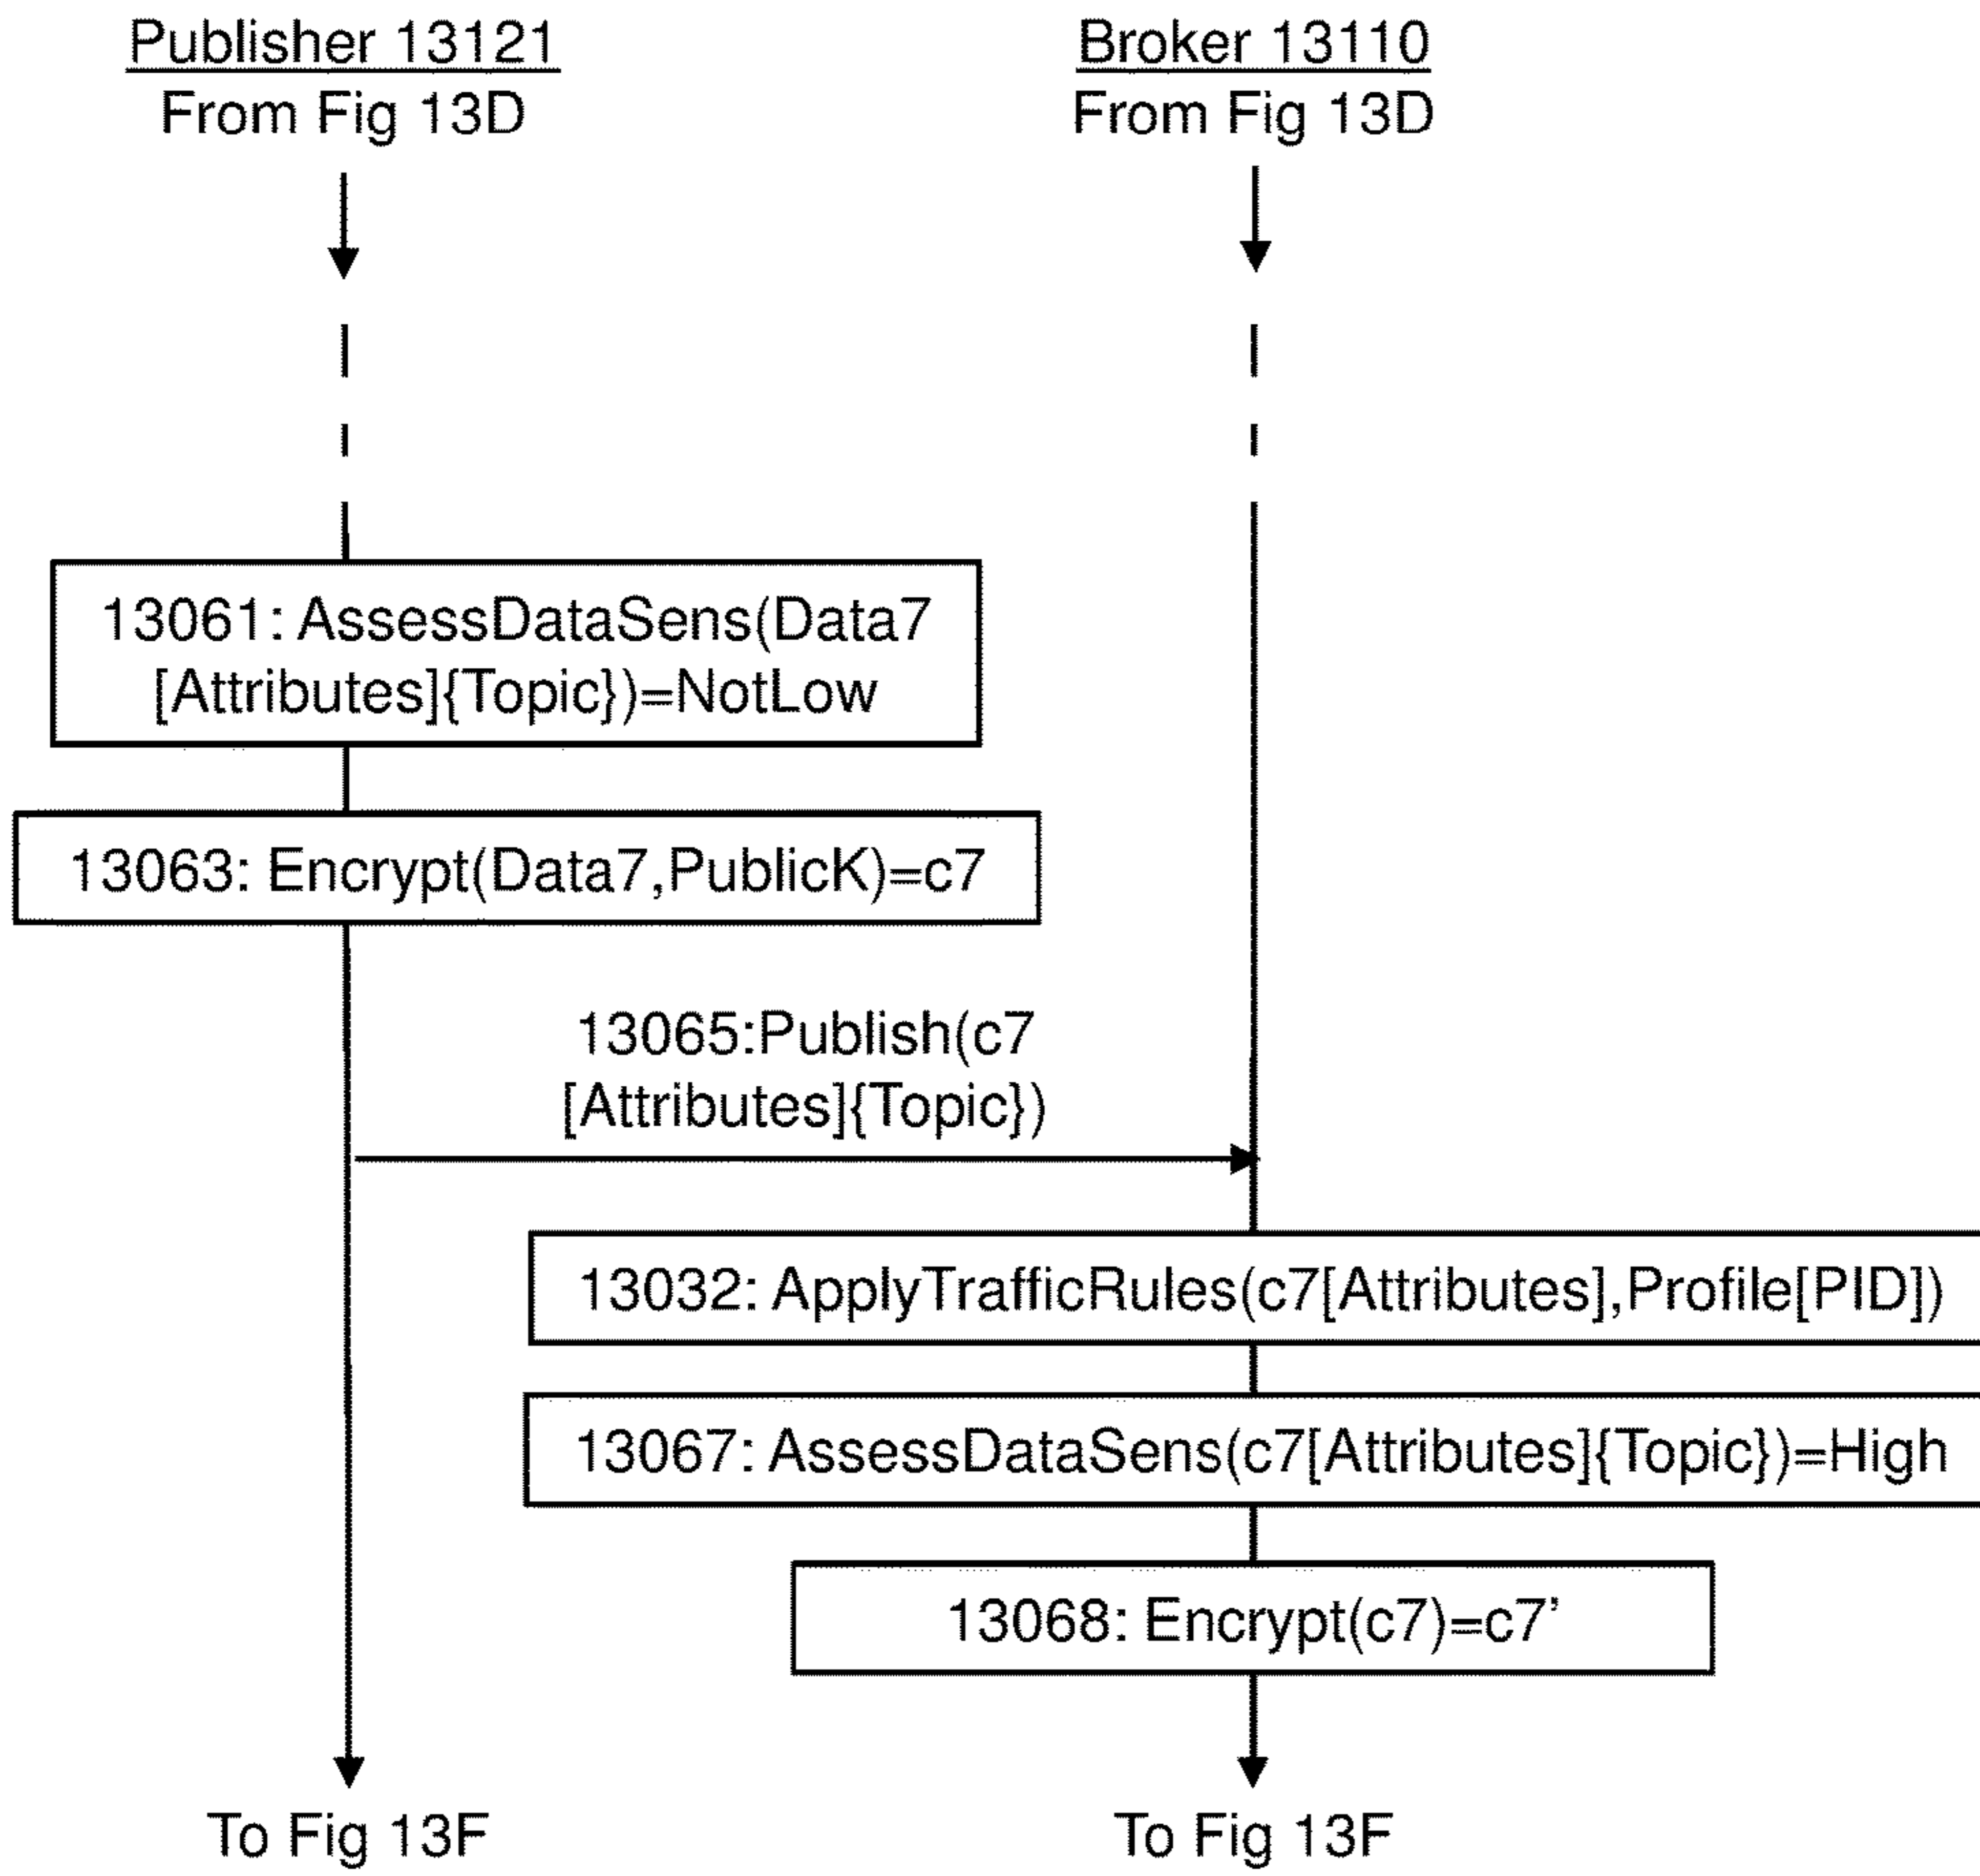 Publisher 13121
From Fig 13D
Broker 13110
From Fig 13D
13061: AssessDataSens(Data7
[Attributes]{Topic})=NotLow
13063: Encrypt(Data7,PublicK)=c7
13065:Publish(c7
[Attributes]{Topic})
13032: ApplyTrafficRules(c7[Attributes],Profile[PID])
13067: AssessDataSens(c7[Attributes]{Topic})=High
13068: Encrypt(c7)=c7’
To Fig 13F
To Fig 13F